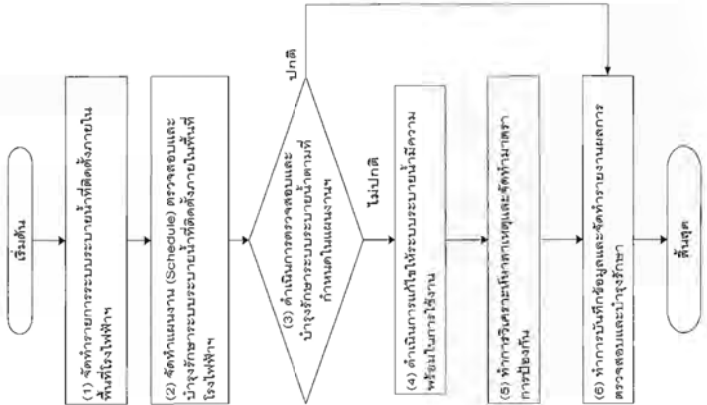 เริ่มต้น
(1) จัดทำรายการระบบระบายน้ำที่ติดตั้งภายใน
พื้นที่โรงไฟฟ้าฯ
(2) จัดทำแผนงาน (Schedule) ตรวจสอบและ
บำรุงรักษาระบบระบายน้ำที่ติดตั้งภายในพื้นที่
โรงไฟฟ้าฯ
(3) ดำเนินการตรวจสอบและ
บำรุงรักษาระบบระบายน้ำตามที่
กำหนดในแผนงานฯ
ปกติ
ไม่ปกติ
(4) ดำเนินการแก้ไขให้ระบบระบายน้ำมีความ
พร้อมในการใช้งาน
(5) ทำการวิเคราะห์หาสาเหตุและจัดทำมาตรา
การป้องกัน
(6) ทำการบันทึกข้อมูลและจัดทำรายงานผลการ
ตรวจสอบและบำรุงรักษา
สิ้นสุด